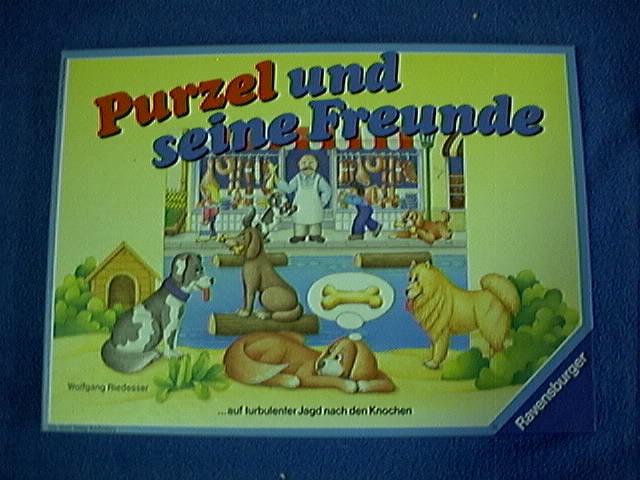 Purzel und
seine Freunde
Wolfgang Riedesser
...auf turbulenter Jagd nach den Knochen
Ravensburger